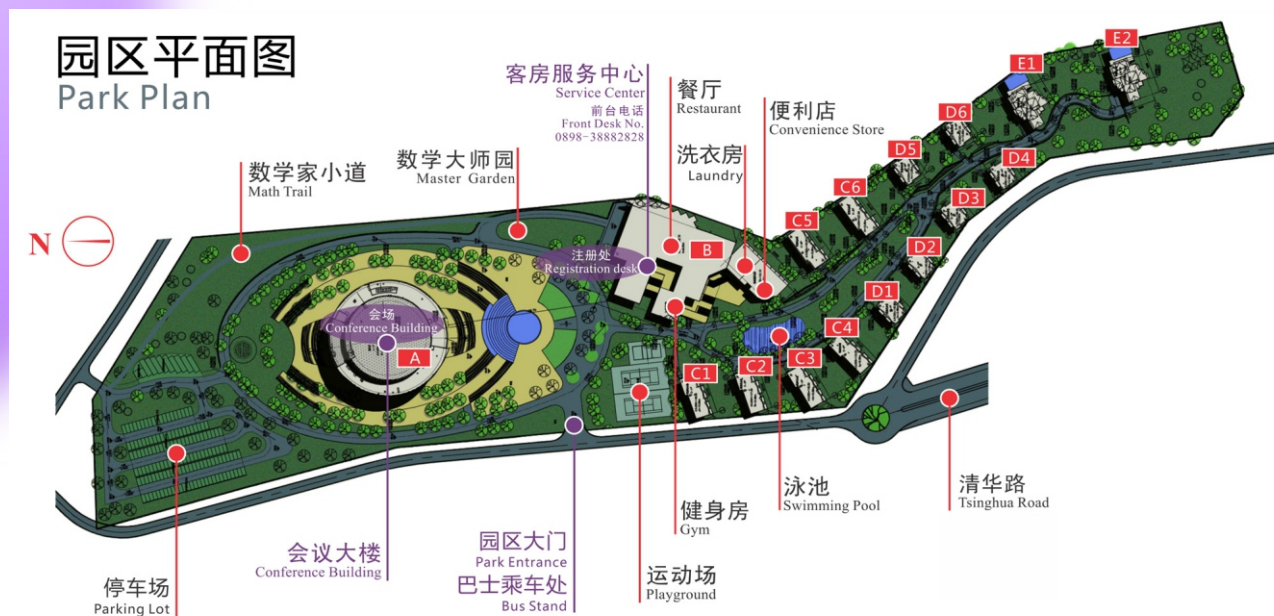 园区平面图
Park Plan
客房服务中心
Service Center
前台电话
Front Desk No.
0898-38882828
餐厅
Restaurant
便利店
Convenience Store
洗衣房
Laundry
数学大师园
Master Garden
数学家小道
Math Trail
N
E2
E1
D6
D5
D4
C6
D3
C5
D2
B
注册处
Registration desk
D1
会场
Conference Building
A
C4
C3
C2
C1
泳池
Swimming Pool
清华路
Tsinghua Road
健身房
Gym
园区大门
Park Entrance
巴士乘车处
Bus Stand
会议大楼
Conference Building
运动场
Playground
停车场
Parking Lot